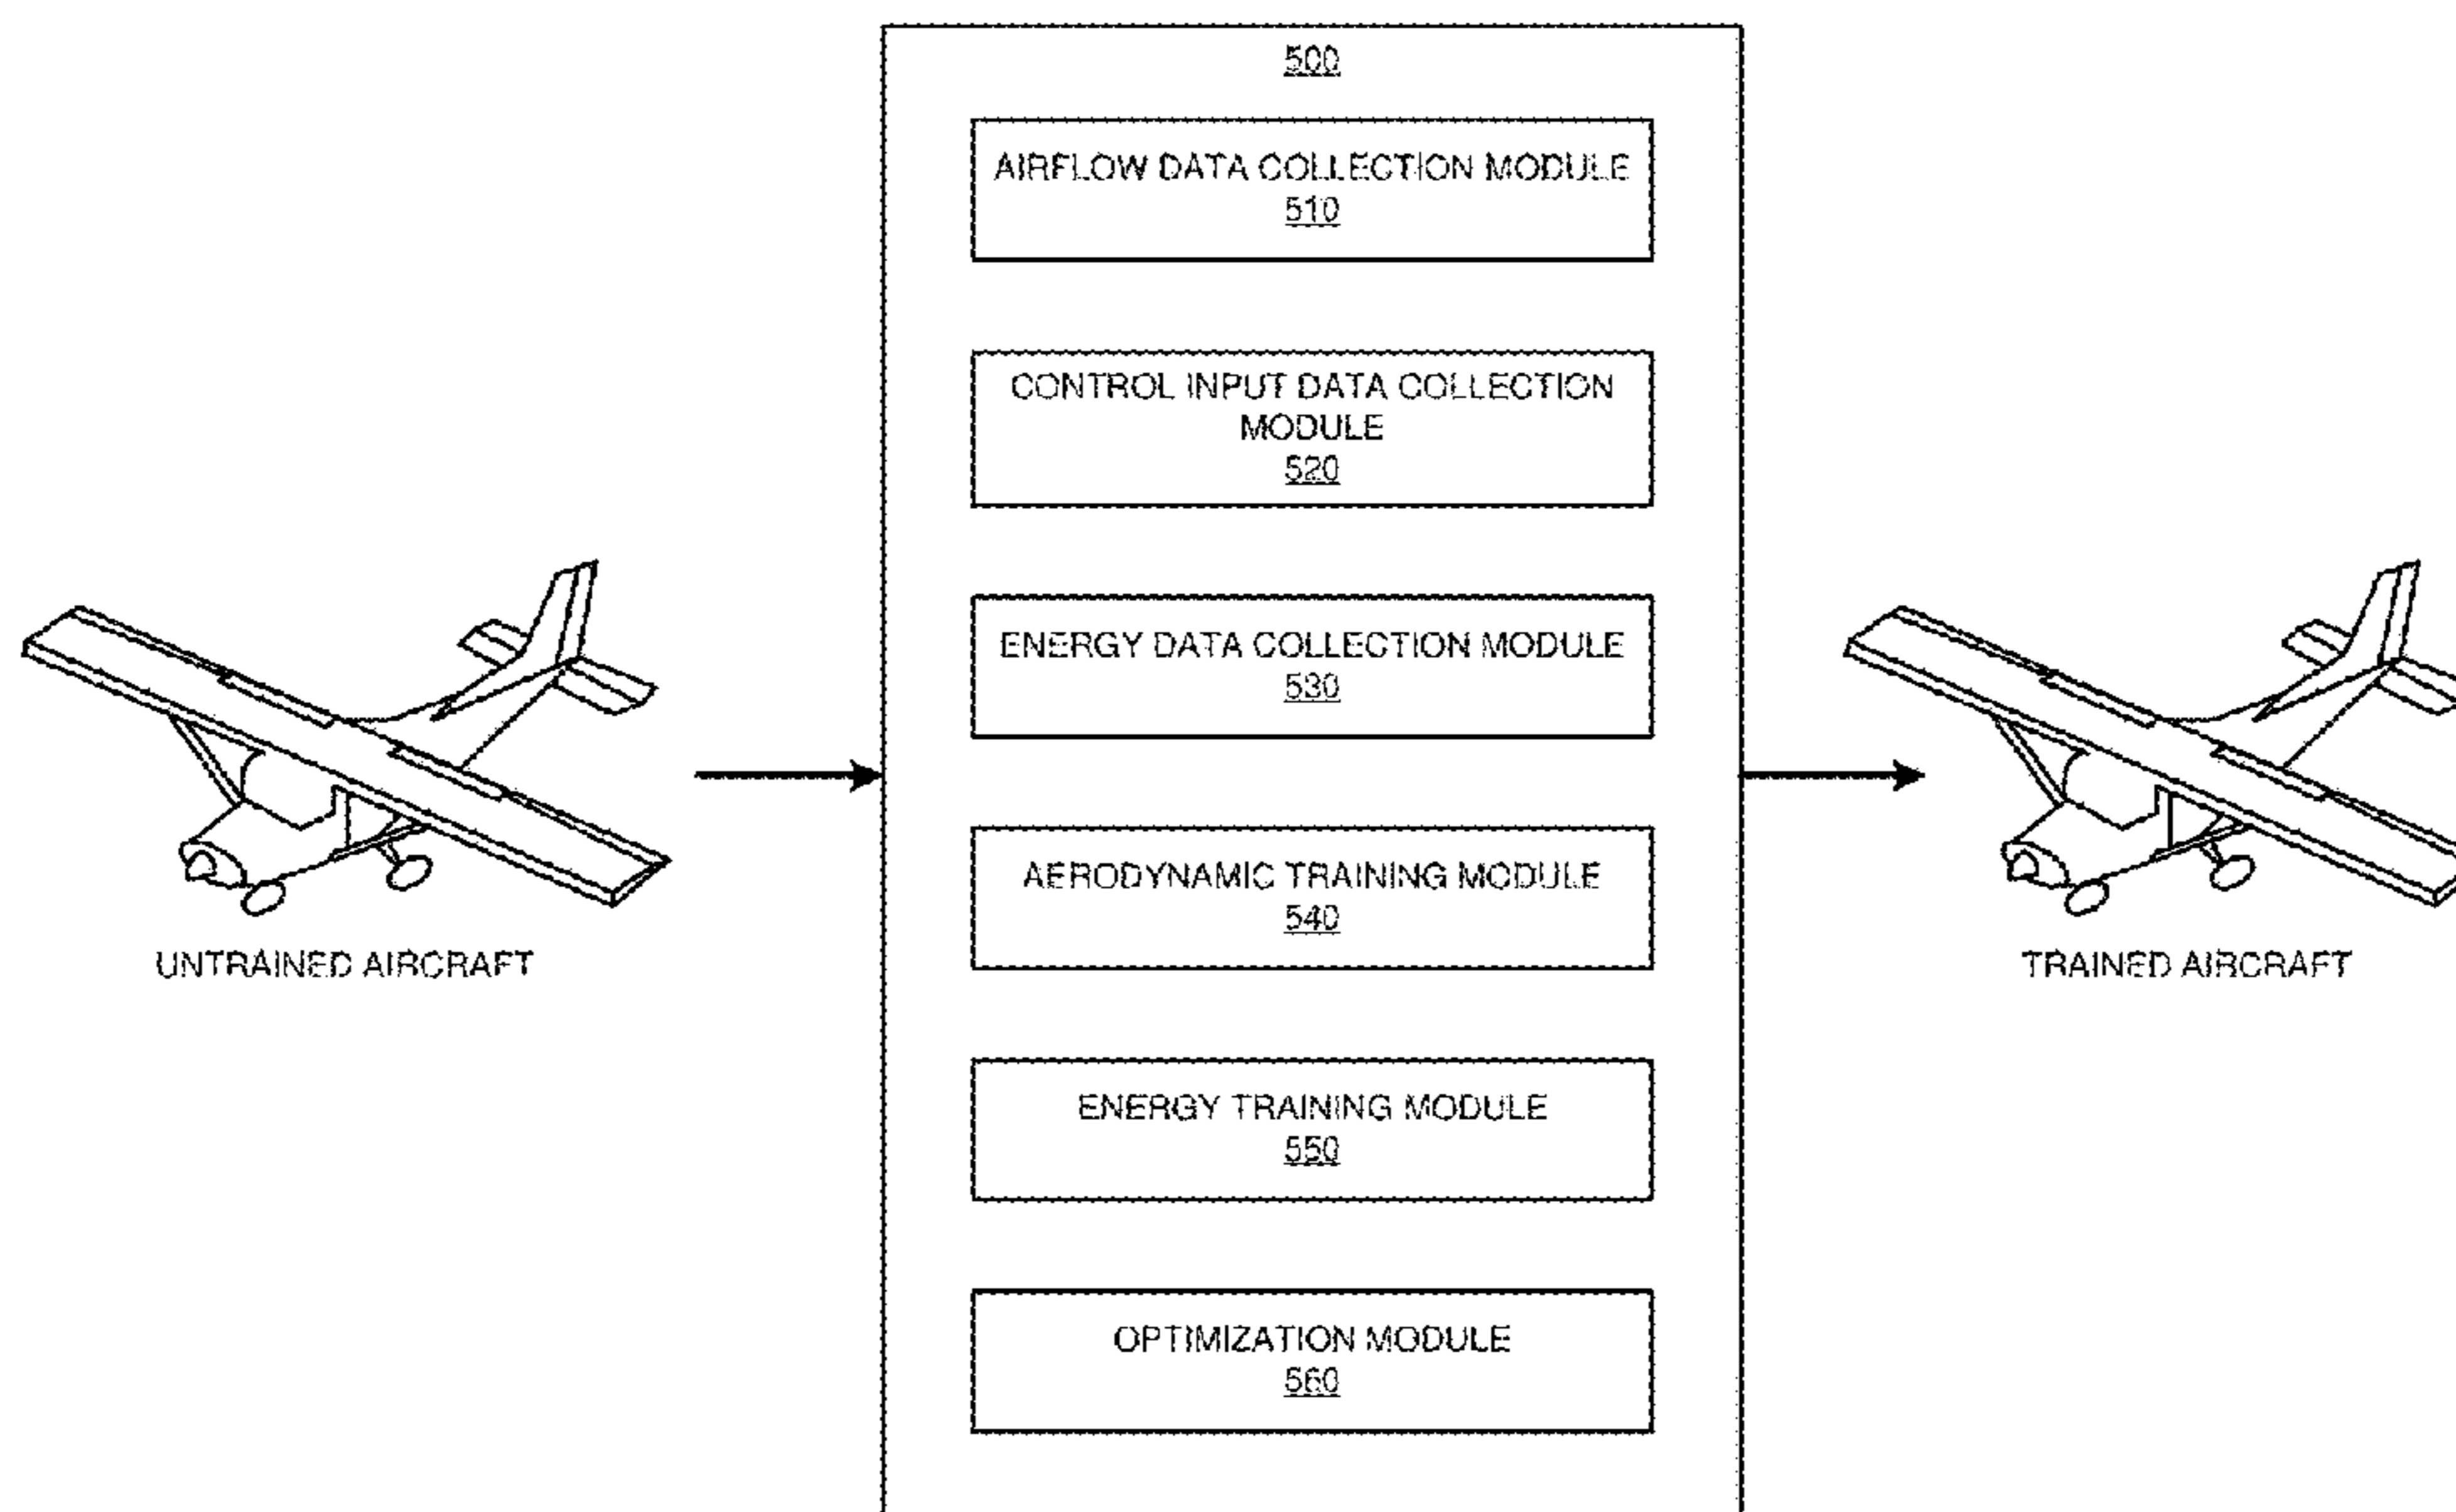 500
AIRFLOW DATA COLLECTION MODULE
510
CONTROL INPUT DATA COLLECTION
MODULE
520
ENERGY DATA COLLECTION MODULE
530
AERODYNAMIC TRAINING MODULE
540
ENERGY TRAINING MODULE
550
OPTIMIZATION MODULE
560
UNTRAINED AIRCRAFT
TRAINED AIRCRAFT